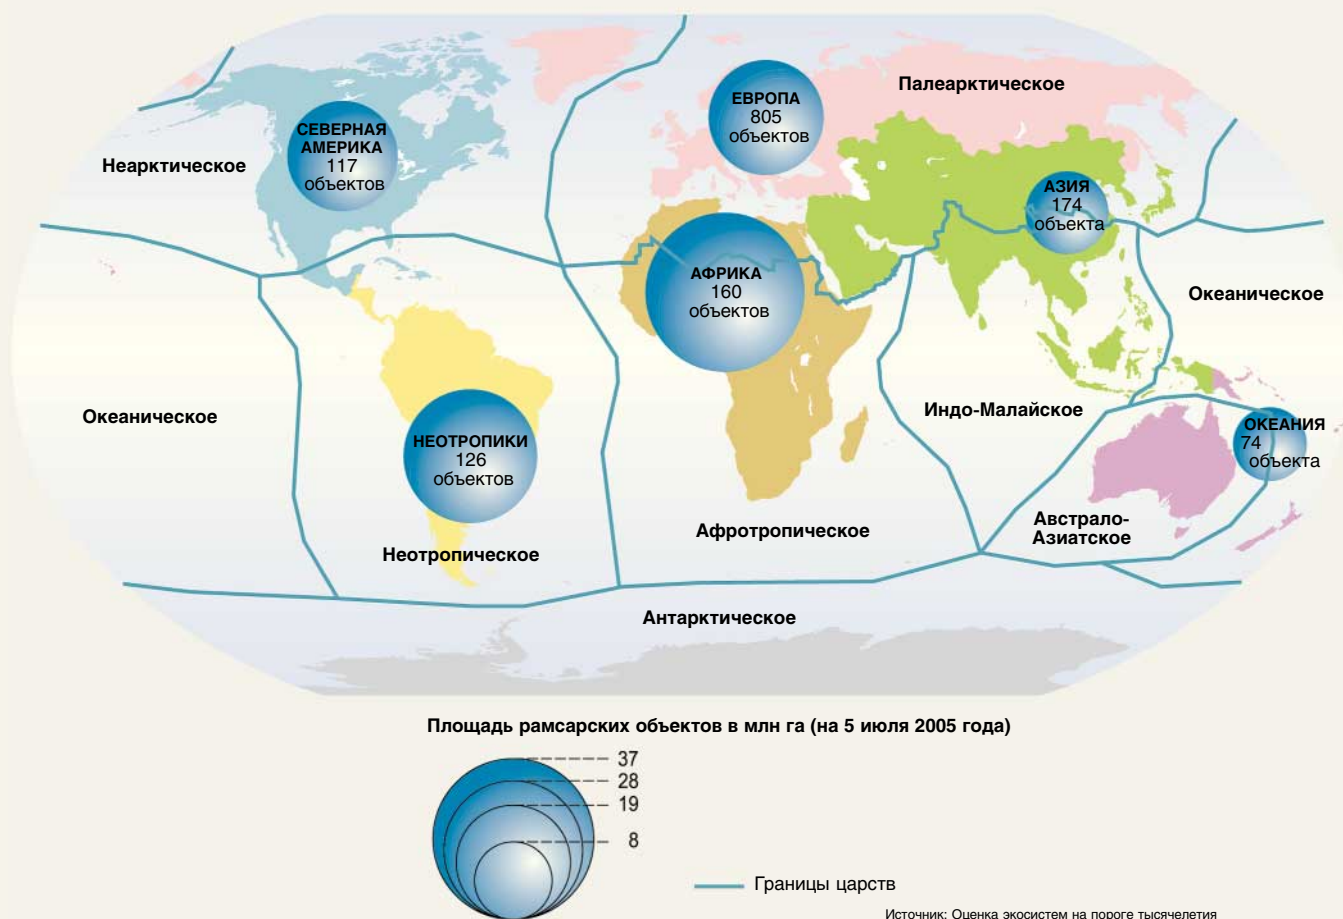 ЕВРОПА
805
объектов
Палеарктическое
СЕВЕРНАЯ
АМЕРИКА
117
объектов
Неарктическое
АЗИЯ
174
объекта
АФРИКА
160
объектов
Океаническое
Океаническое
Индо-Малайское
НЕОТРОПИКИ
126
объектов
ОКЕАНИЯ
74
объекта
Неотропическое
Афротропическое
Австрало-
Азиатское
Антарктическое
Площадь рамсарских объектов в млн га (на 5 июля 2005 года)
37
28
19
8
Границы царств
Источник: Оценка экосистем на пороге тысячелетия